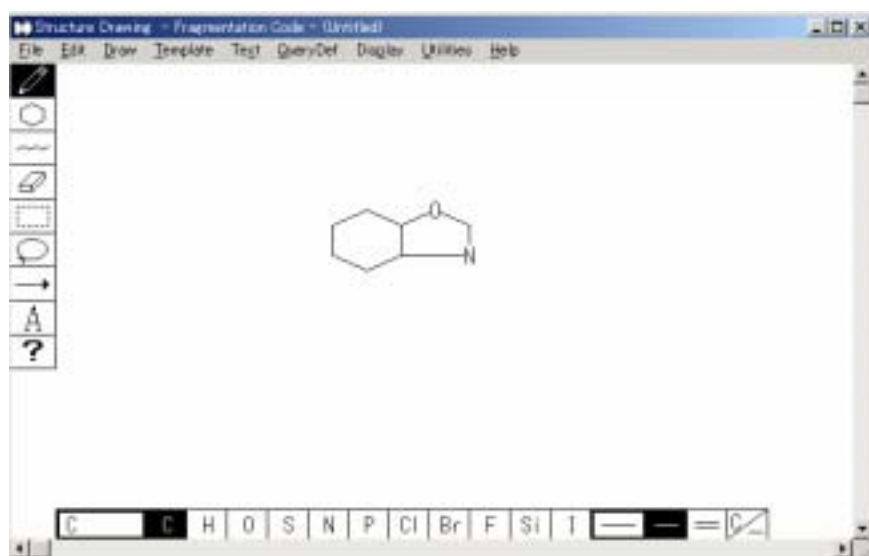 Structure Drawing - Fragmentation Code - (Untitled)
File Edit Draw Template Text QueryDef Display Utilities Help
O
N
A
?
C C H O S N P Cl Br F Si I C